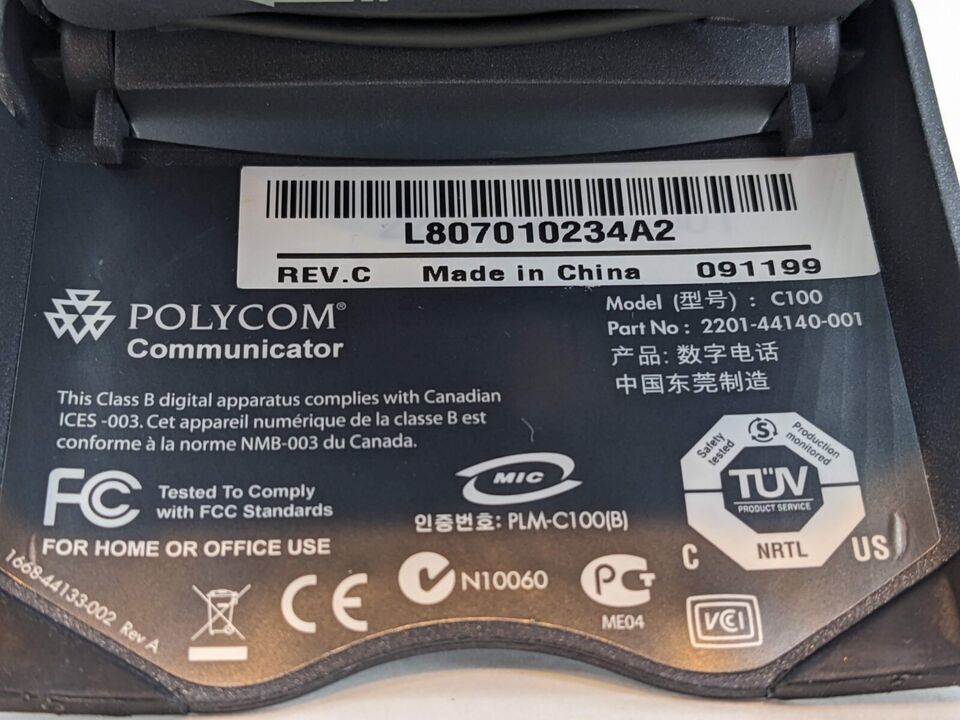 L807010234A2
REV.C Made in China 091199
POLYCOM®
Communicator
Model (型号) : C100
Part No : 2201-44140-001
产品: 数字电话
中国东莞制造
This Class B digital apparatus complies with Canadian
ICES -003. Cet appareil numérique de la classe B est
conforme à la norme NMB-003 du Canada.
FC
Tested To Comply
with FCC Standards
FOR HOME OR OFFICE USE
MIC
인증번호: PLM-C100(B)
Safety
tested
S
Production
monitored
TÜV
PRODUCT SERVICE
NRTL
C US
1668-44133-002 Rev A
CE
N10060
PCT
ME04
VCCI